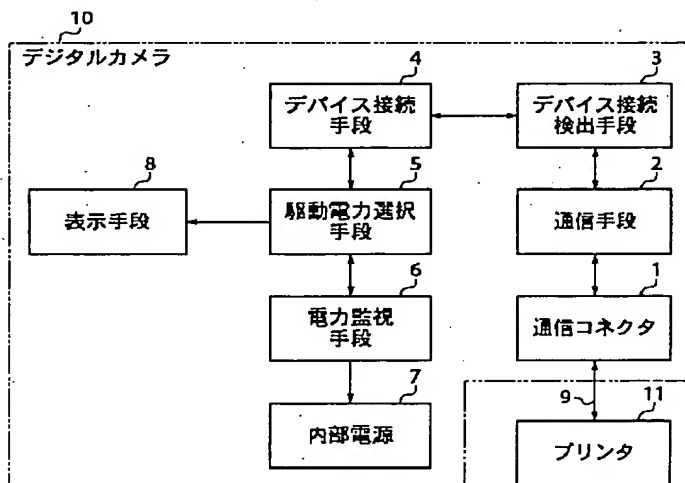 10
デジタルカメラ
4
デバイス接続
手段
3
デバイス接続
検出手段
8
表示手段
5
駆動電力選択
手段
2
通信手段
6
電力監視
手段
1
通信コネクタ
7
内部電源
9
11
プリンタ